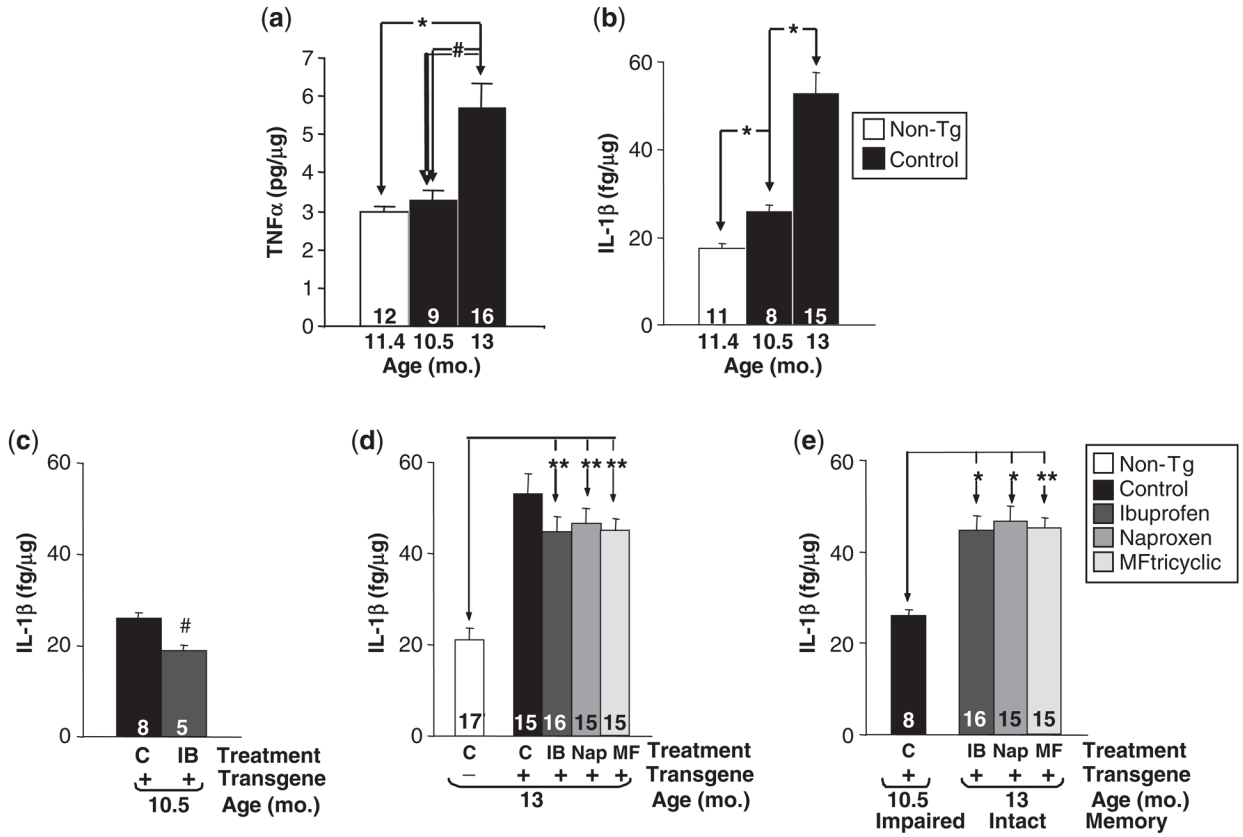 (a)
*
#
7
6
5
4
3
2
1
0
TNFα (pg/μg)
12 9 16
11.4 10.5 13
Age (mo.)
(b)
*
*
60
40
20
0
IL-1β (fg/μg)
11 8 15
11.4 10.5 13
Age (mo.)
Non-Tg
Control
(c)
60
40
20
0
IL-1β (fg/μg)
#
8 5
C IB Treatment
+ + Transgene
10.5 Age (mo.)
(d)
60
40
20
0
IL-1β (fg/μg)
** ** **
17 15 16 15 15
C C IB Nap MF Treatment
– + + + + Transgene
13 Age (mo.)
(e)
60
40
20
0
IL-1β (fg/μg)
* * **
8 16 15 15
C IB Nap MF Treatment
+ + + + Transgene
10.5 13 Age (mo.)
Impaired Intact Memory
Non-Tg
Control
Ibuprofen
Naproxen
MFtricyclic